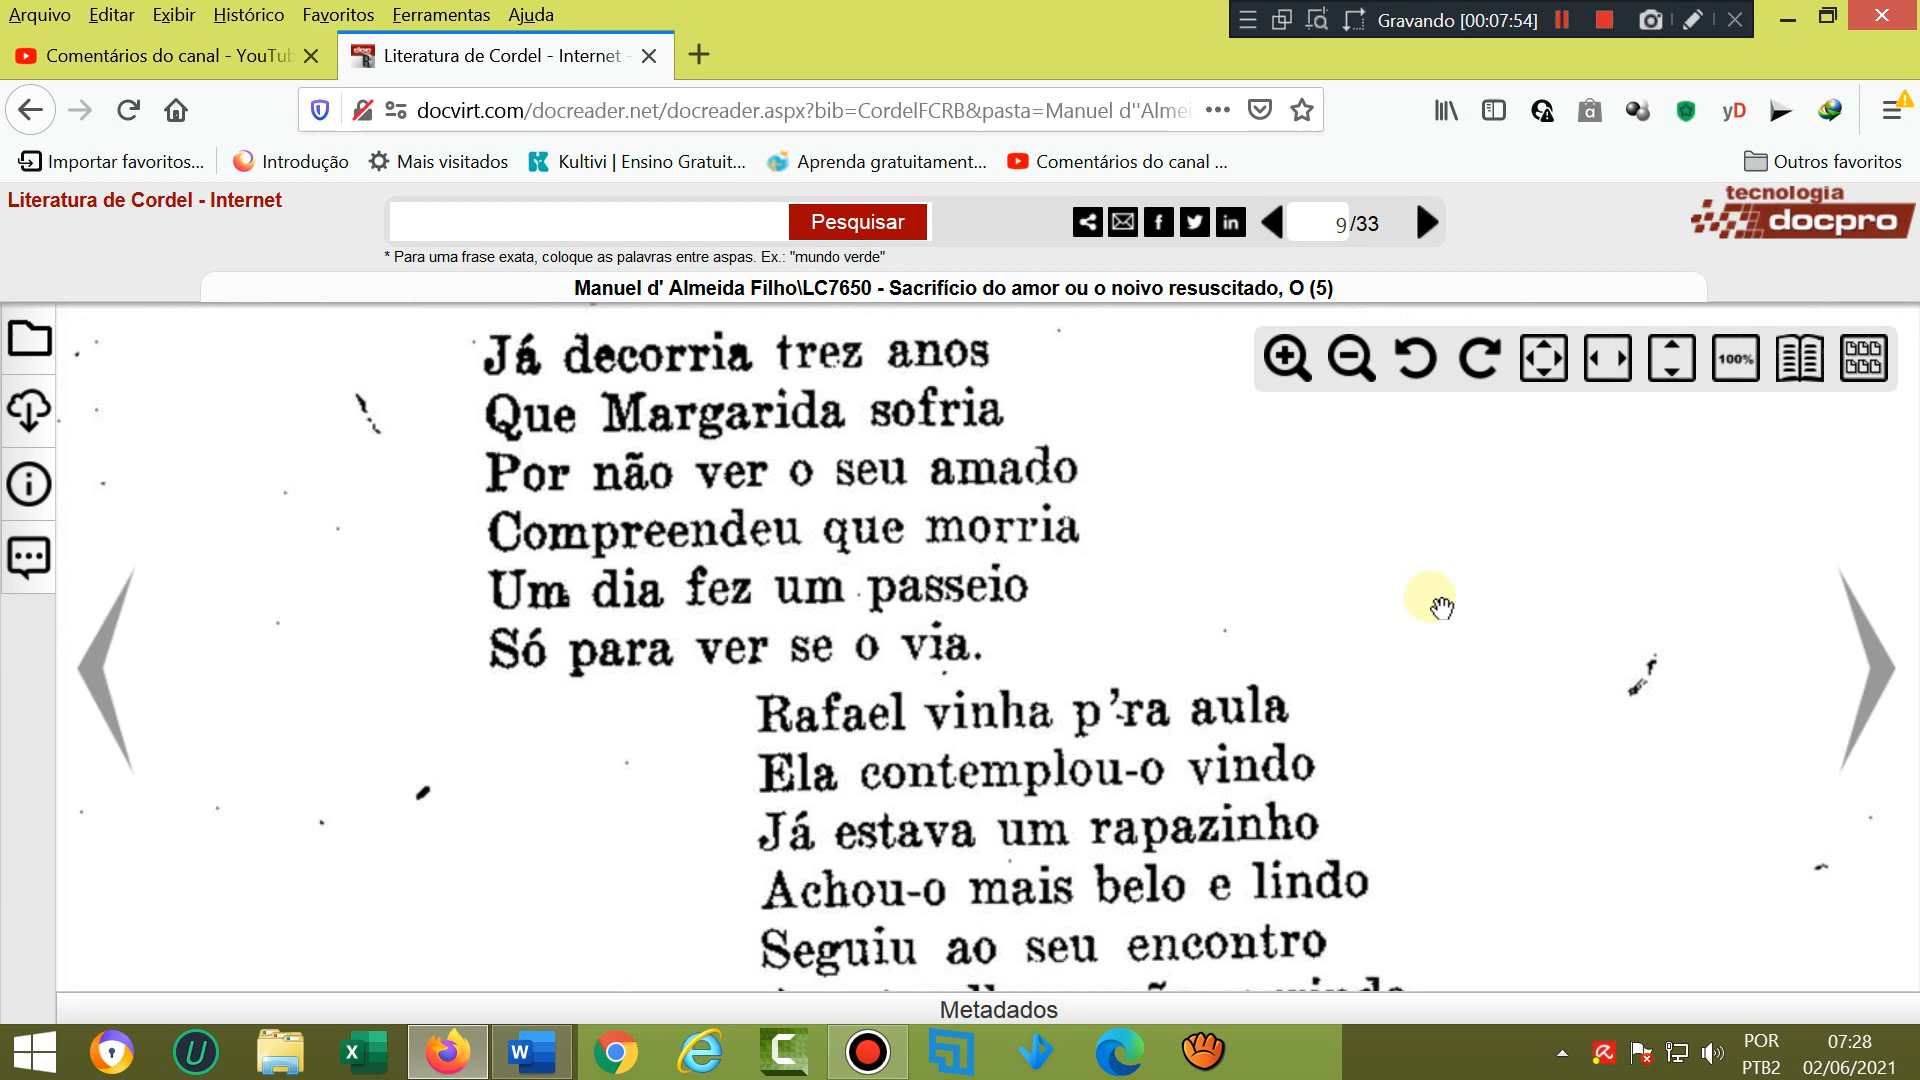 Arquivo Editar Exibir Histórico Favoritos Ferramentas Ajuda
Gravando [00:07:54]
Comentários do canal - YouTub
Literatura de Cordel - Internet -
docvirt.com/docreader.net/docreader.aspx?bib=CordelFCRB&pasta=Manuel d''Almei
yD
Importar favoritos... Introdução Mais visitados Kultivi | Ensino Gratuit... Aprenda gratuitament... Comentários do canal ... Outros favoritos
Literatura de Cordel - Internet
Pesquisar
9 /33
tecnologia
docpro
* Para uma frase exata, coloque as palavras entre aspas. Ex.: "mundo verde"
Manuel d' Almeida Filho\LC7650 - Sacrifício do amor ou o noivo resuscitado, O (5)
100%
Já decorria trez anos
Que Margarida sofria
Por não ver o seu amado
Compreendeu que morria
Um dia fez um passeio
Só para ver se o via.
Rafael vinha p'ra aula
Ela contemplou-o vindo
Já estava um rapazinho
Achou-o mais belo e lindo
Seguiu ao seu encontro
Metadados
POR
PTB2
07:28
02/06/2021